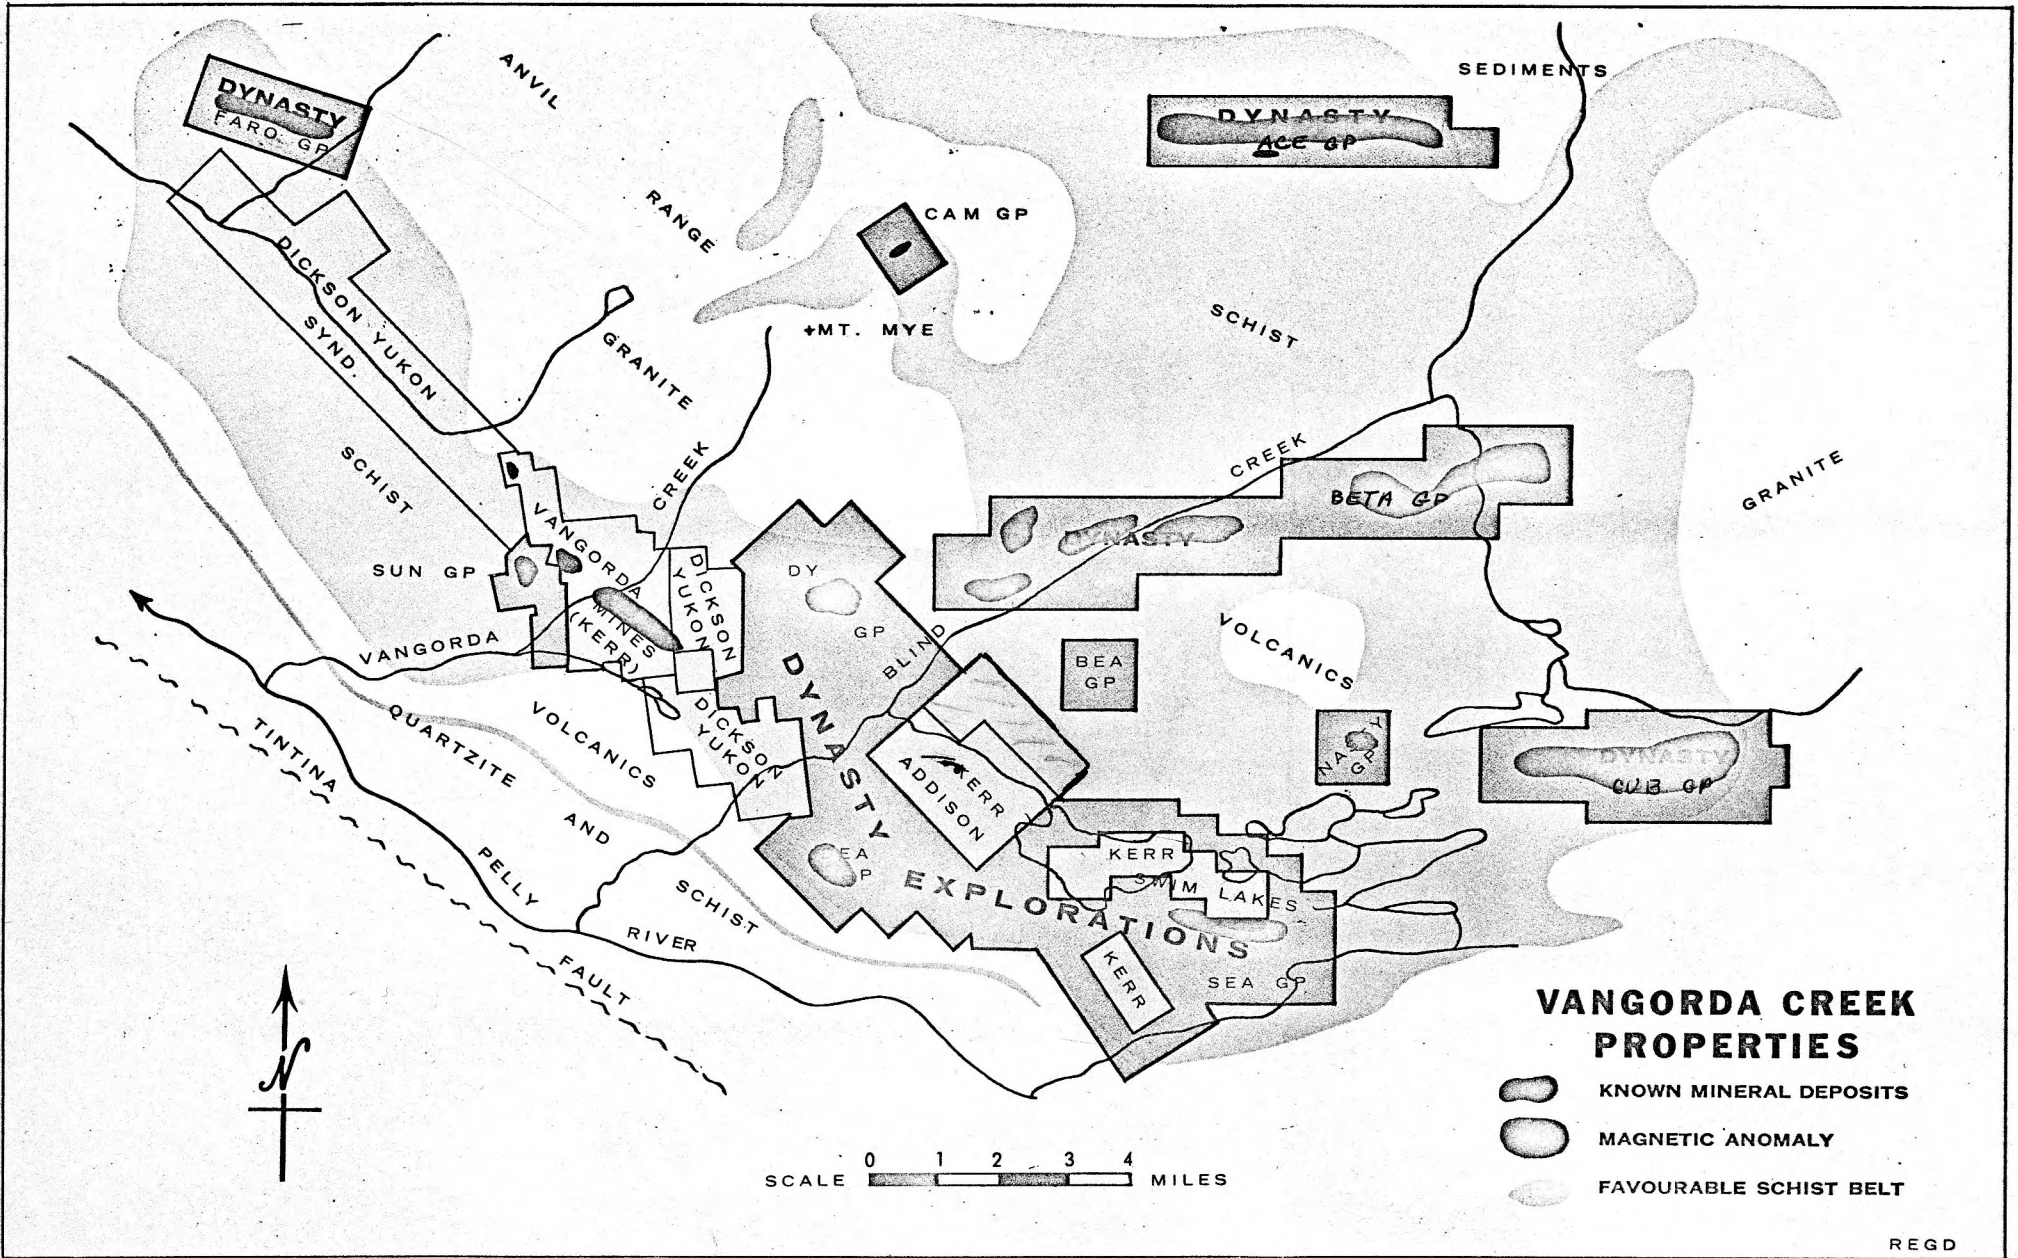 ANVIL
RANGE
SEDIMENTS
DYNASTY
FARO GP
DYNASTY
ACE GP
CAM GP
+MT. MYE
DICKSON YUKON
SYND.
GRANITE
SCHIST
SCHIST
CREEK
CREEK
BETA GP
GRANITE
VANGORDA
MINES
(KERR)
SUN GP
DICKSON
YUKON
DY
GP
DYNASTY
BLIND
VANGORDA
BEA
GP
VOLCANICS
TINTINA
QUARTZITE
AND
SCHIST
VOLCANICS
DICKSON
YUKON
DYNASTY
EXPLORATIONS
KERR
ADDISON
GP
DYNASTY
CUB GP
KERR
SWIM LAKES
EA
P
PELLY
RIVER
FAULT
KERR
SEA GP
N
VANGORDA CREEK
PROPERTIES
KNOWN MINERAL DEPOSITS
MAGNETIC ANOMALY
FAVOURABLE SCHIST BELT
SCALE 0 1 2 3 4 MILES
REGD